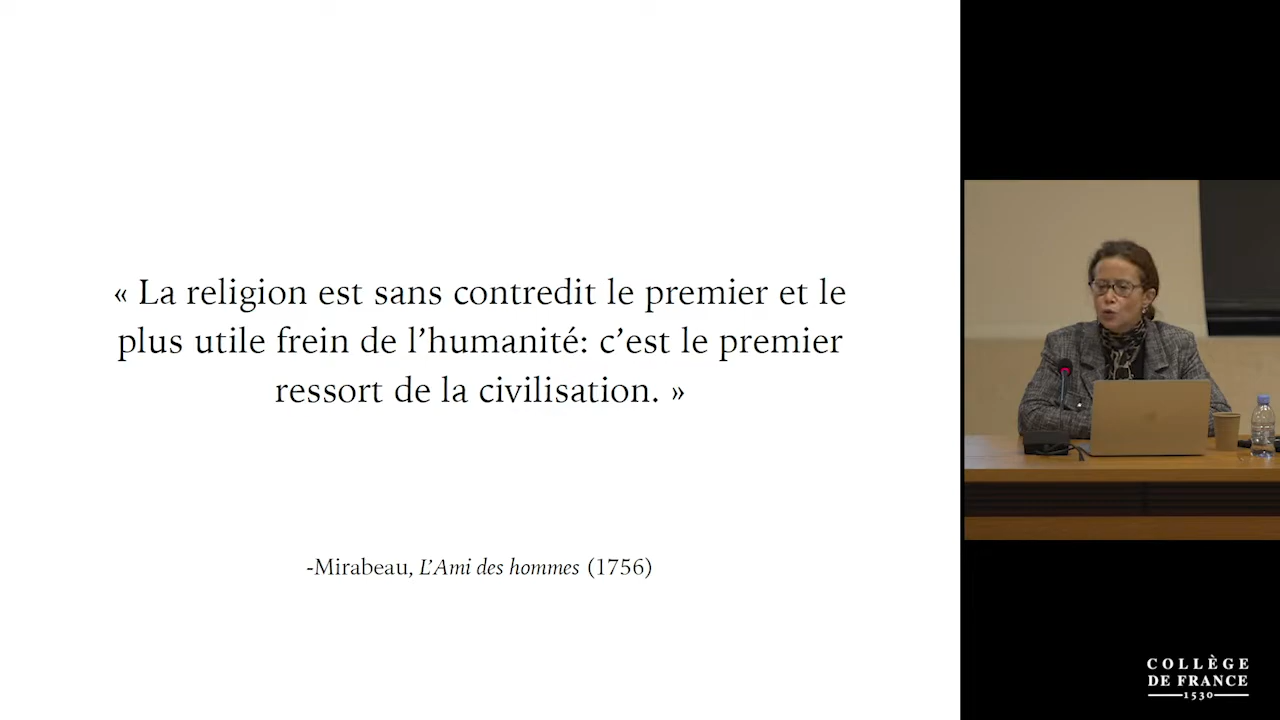 « La religion est sans contredit le premier et le
plus utile frein de l’humanité: c’est le premier
ressort de la civilisation. »
-Mirabeau, L’Ami des hommes (1756)
COLLÈGE
DE FRANCE
1530